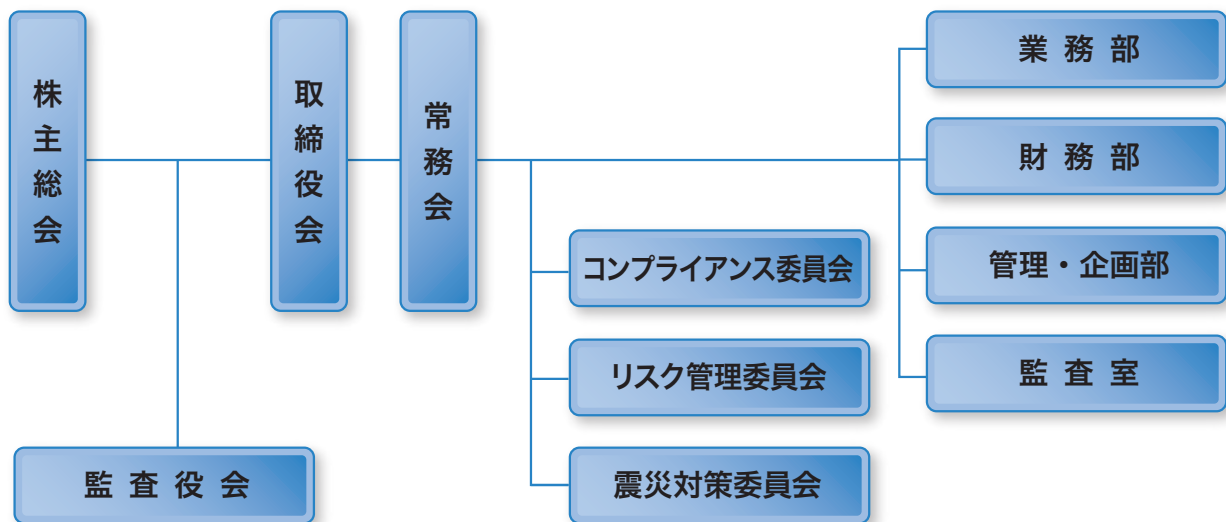 株主総会
取締役会
常務会
監査役会
コンプライアンス委員会
リスク管理委員会
震災対策委員会
業務部
財務部
管理・企画部
監査室